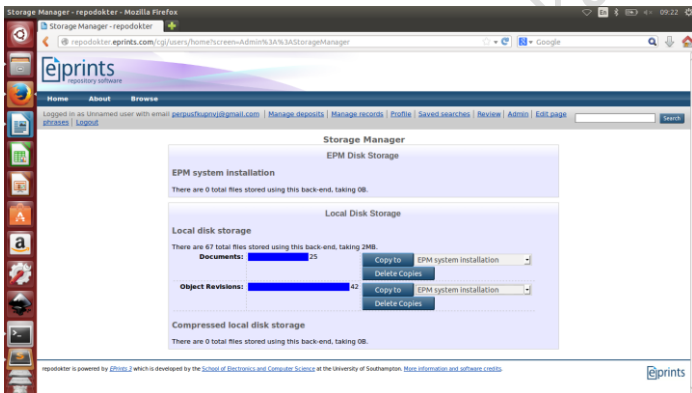 Storage Manager - repodokter - Mozilla Firefox
En
09:22
Storage Manager - repodokter
repodokter.eprints.com/cgi/users/home?screen=Admin%3A%3AStorageManager
Google
eprints
repository software
Home About Browse
Logged in as Unnamed user with email perpusfkupnvj@gmail.com | Manage deposits | Manage records | Profile | Saved searches | Review | Admin | Edit page
phrases | Logout
Search
Storage Manager
EPM Disk Storage
EPM system installation
There are 0 total files stored using this back-end, taking 0B.
Local Disk Storage
Local disk storage
There are 67 total files stored using this back-end, taking 2MB.
Documents: 25 Copy to EPM system installation
Delete Copies
Object Revisions: 42 Copy to EPM system installation
Delete Copies
Compressed local disk storage
There are 0 total files stored using this back-end, taking 0B.
repodokter is powered by EPrints 3 which is developed by the School of Electronics and Computer Science at the University of Southampton. More information and software credits.
eprints